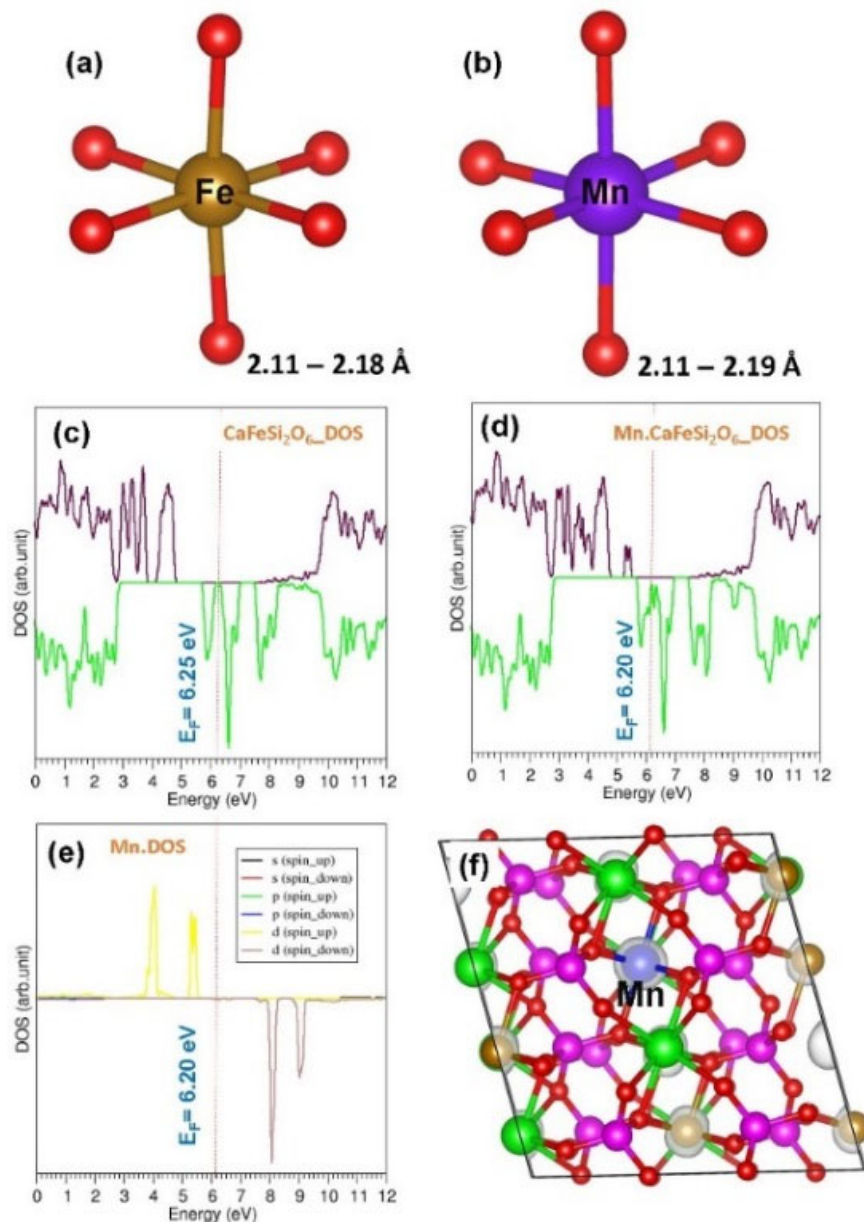 (a)
Fe
2.11 – 2.18 Å
(b)
Mn
2.11 – 2.19 Å
(c)
CaFeSi₂O₆_DOS
DOS (arb.unit)
E_F= 6.25 eV
0 1 2 3 4 5 6 7 8 9 10 11 12
Energy (eV)
(d)
Mn.CaFeSi₂O₆_DOS
DOS (arb.unit)
E_F= 6.20 eV
0 1 2 3 4 5 6 7 8 9 10 11 12
Energy (eV)
(e)
Mn.DOS
s (spin_up)
s (spin_down)
p (spin_up)
p (spin_down)
d (spin_up)
d (spin_down)
DOS (arb.unit)
E_F= 6.20 eV
0 1 2 3 4 5 6 7 8 9 10 11 12
Energy (eV)
(f)
Mn